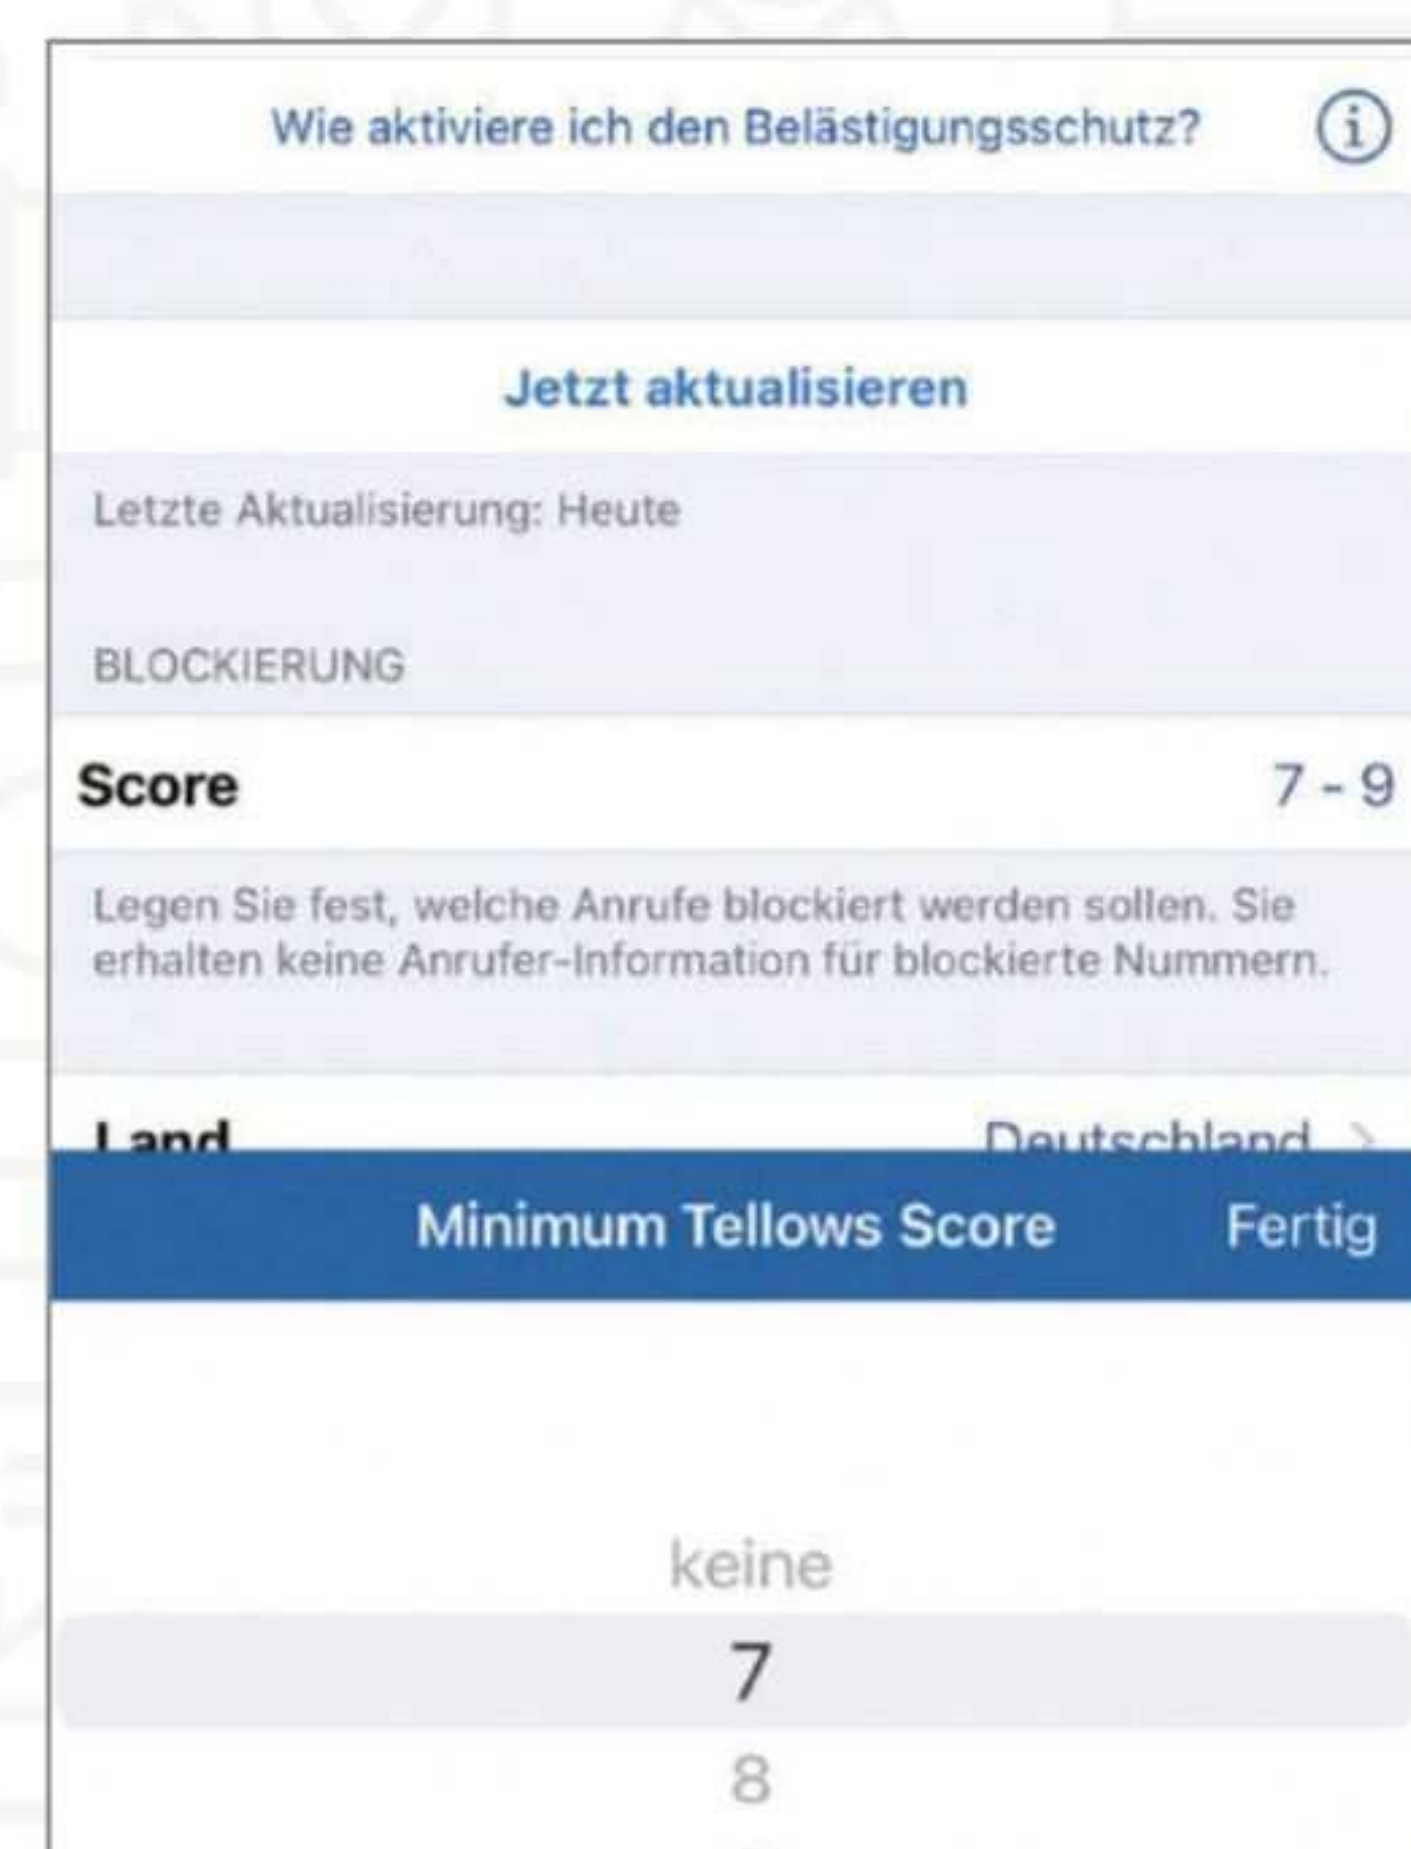 Wie aktiviere ich den Belästigungsschutz?
Jetzt aktualisieren
Letzte Aktualisierung: Heute
BLOCKIERUNG
Score 7 - 9
Legen Sie fest, welche Anrufe blockiert werden sollen. Sie
erhalten keine Anrufer-Information für blockierte Nummern.
Land Deutschland
Minimum Tellows Score Fertig
keine
7
8